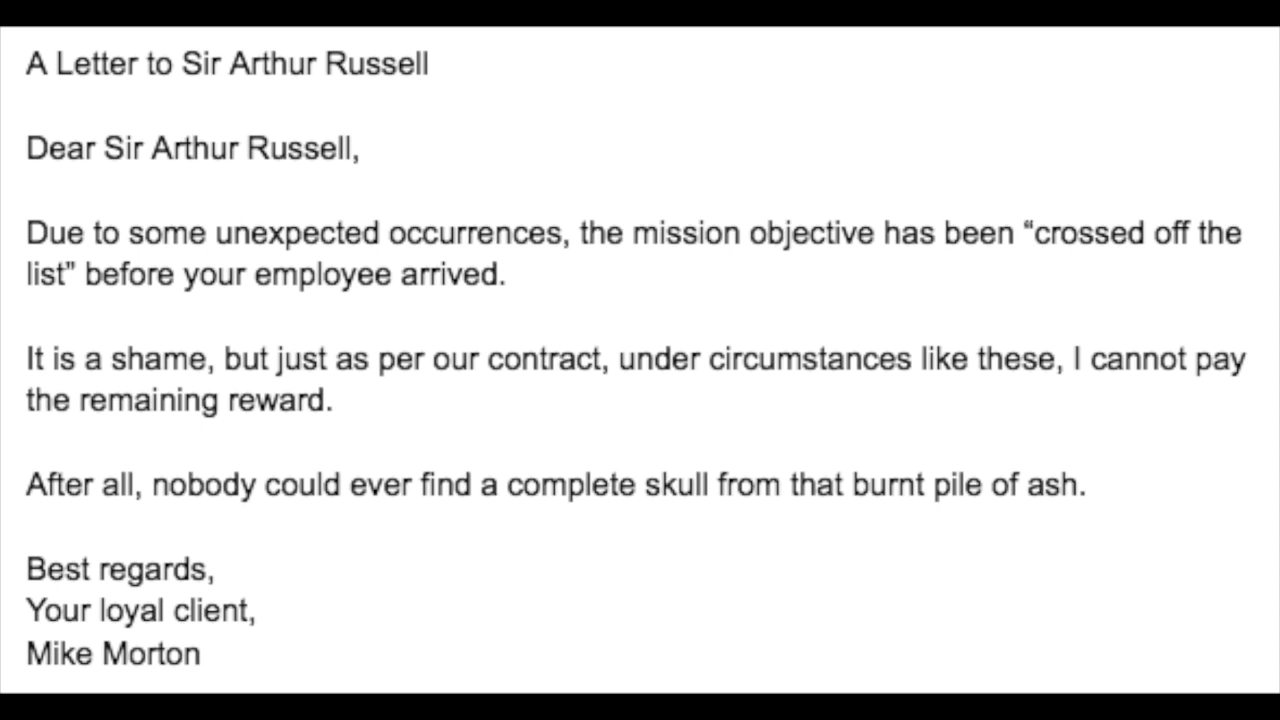 A Letter to Sir Arthur Russell
Dear Sir Arthur Russell,
Due to some unexpected occurrences, the mission objective has been “crossed off the
list” before your employee arrived.
It is a shame, but just as per our contract, under circumstances like these, I cannot pay
the remaining reward.
After all, nobody could ever find a complete skull from that burnt pile of ash.
Best regards,
Your loyal client,
Mike Morton